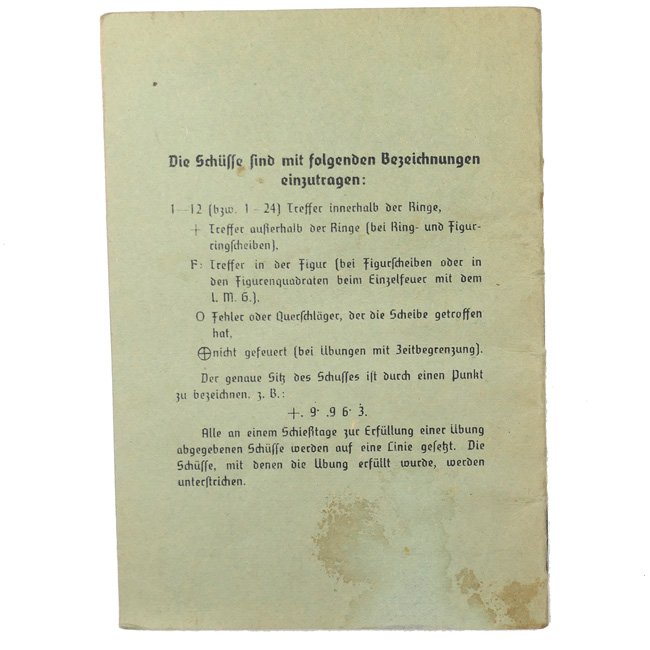 Die Schüsse sind mit folgenden Bezeichnungen
einzutragen:
1—12 (bzw. 1 – 24) Treffer innerhalb der Ringe,
+ Treffer außerhalb der Ringe (bei Ring- und Figur-
ringscheiben),
F: Treffer in der Figur (bei Figurscheiben oder in
den Figurenquadraten beim Einzelfeuer mit dem
l. M. G.),
O Fehler oder Querschläger, der die Scheibe getroffen
hat,
⊕ nicht gefeuert (bei Übungen mit Zeitbegrenzung).
Der genaue Sitz des Schusses ist durch einen Punkt
zu bezeichnen. z. B.:
+. 9· .9 6· 3̇.
Alle an einem Schießtage zur Erfüllung einer Übung
abgegebenen Schüsse werden auf eine Linie gesetzt. Die
Schüsse, mit denen die Übung erfüllt wurde, werden
unterstrichen.